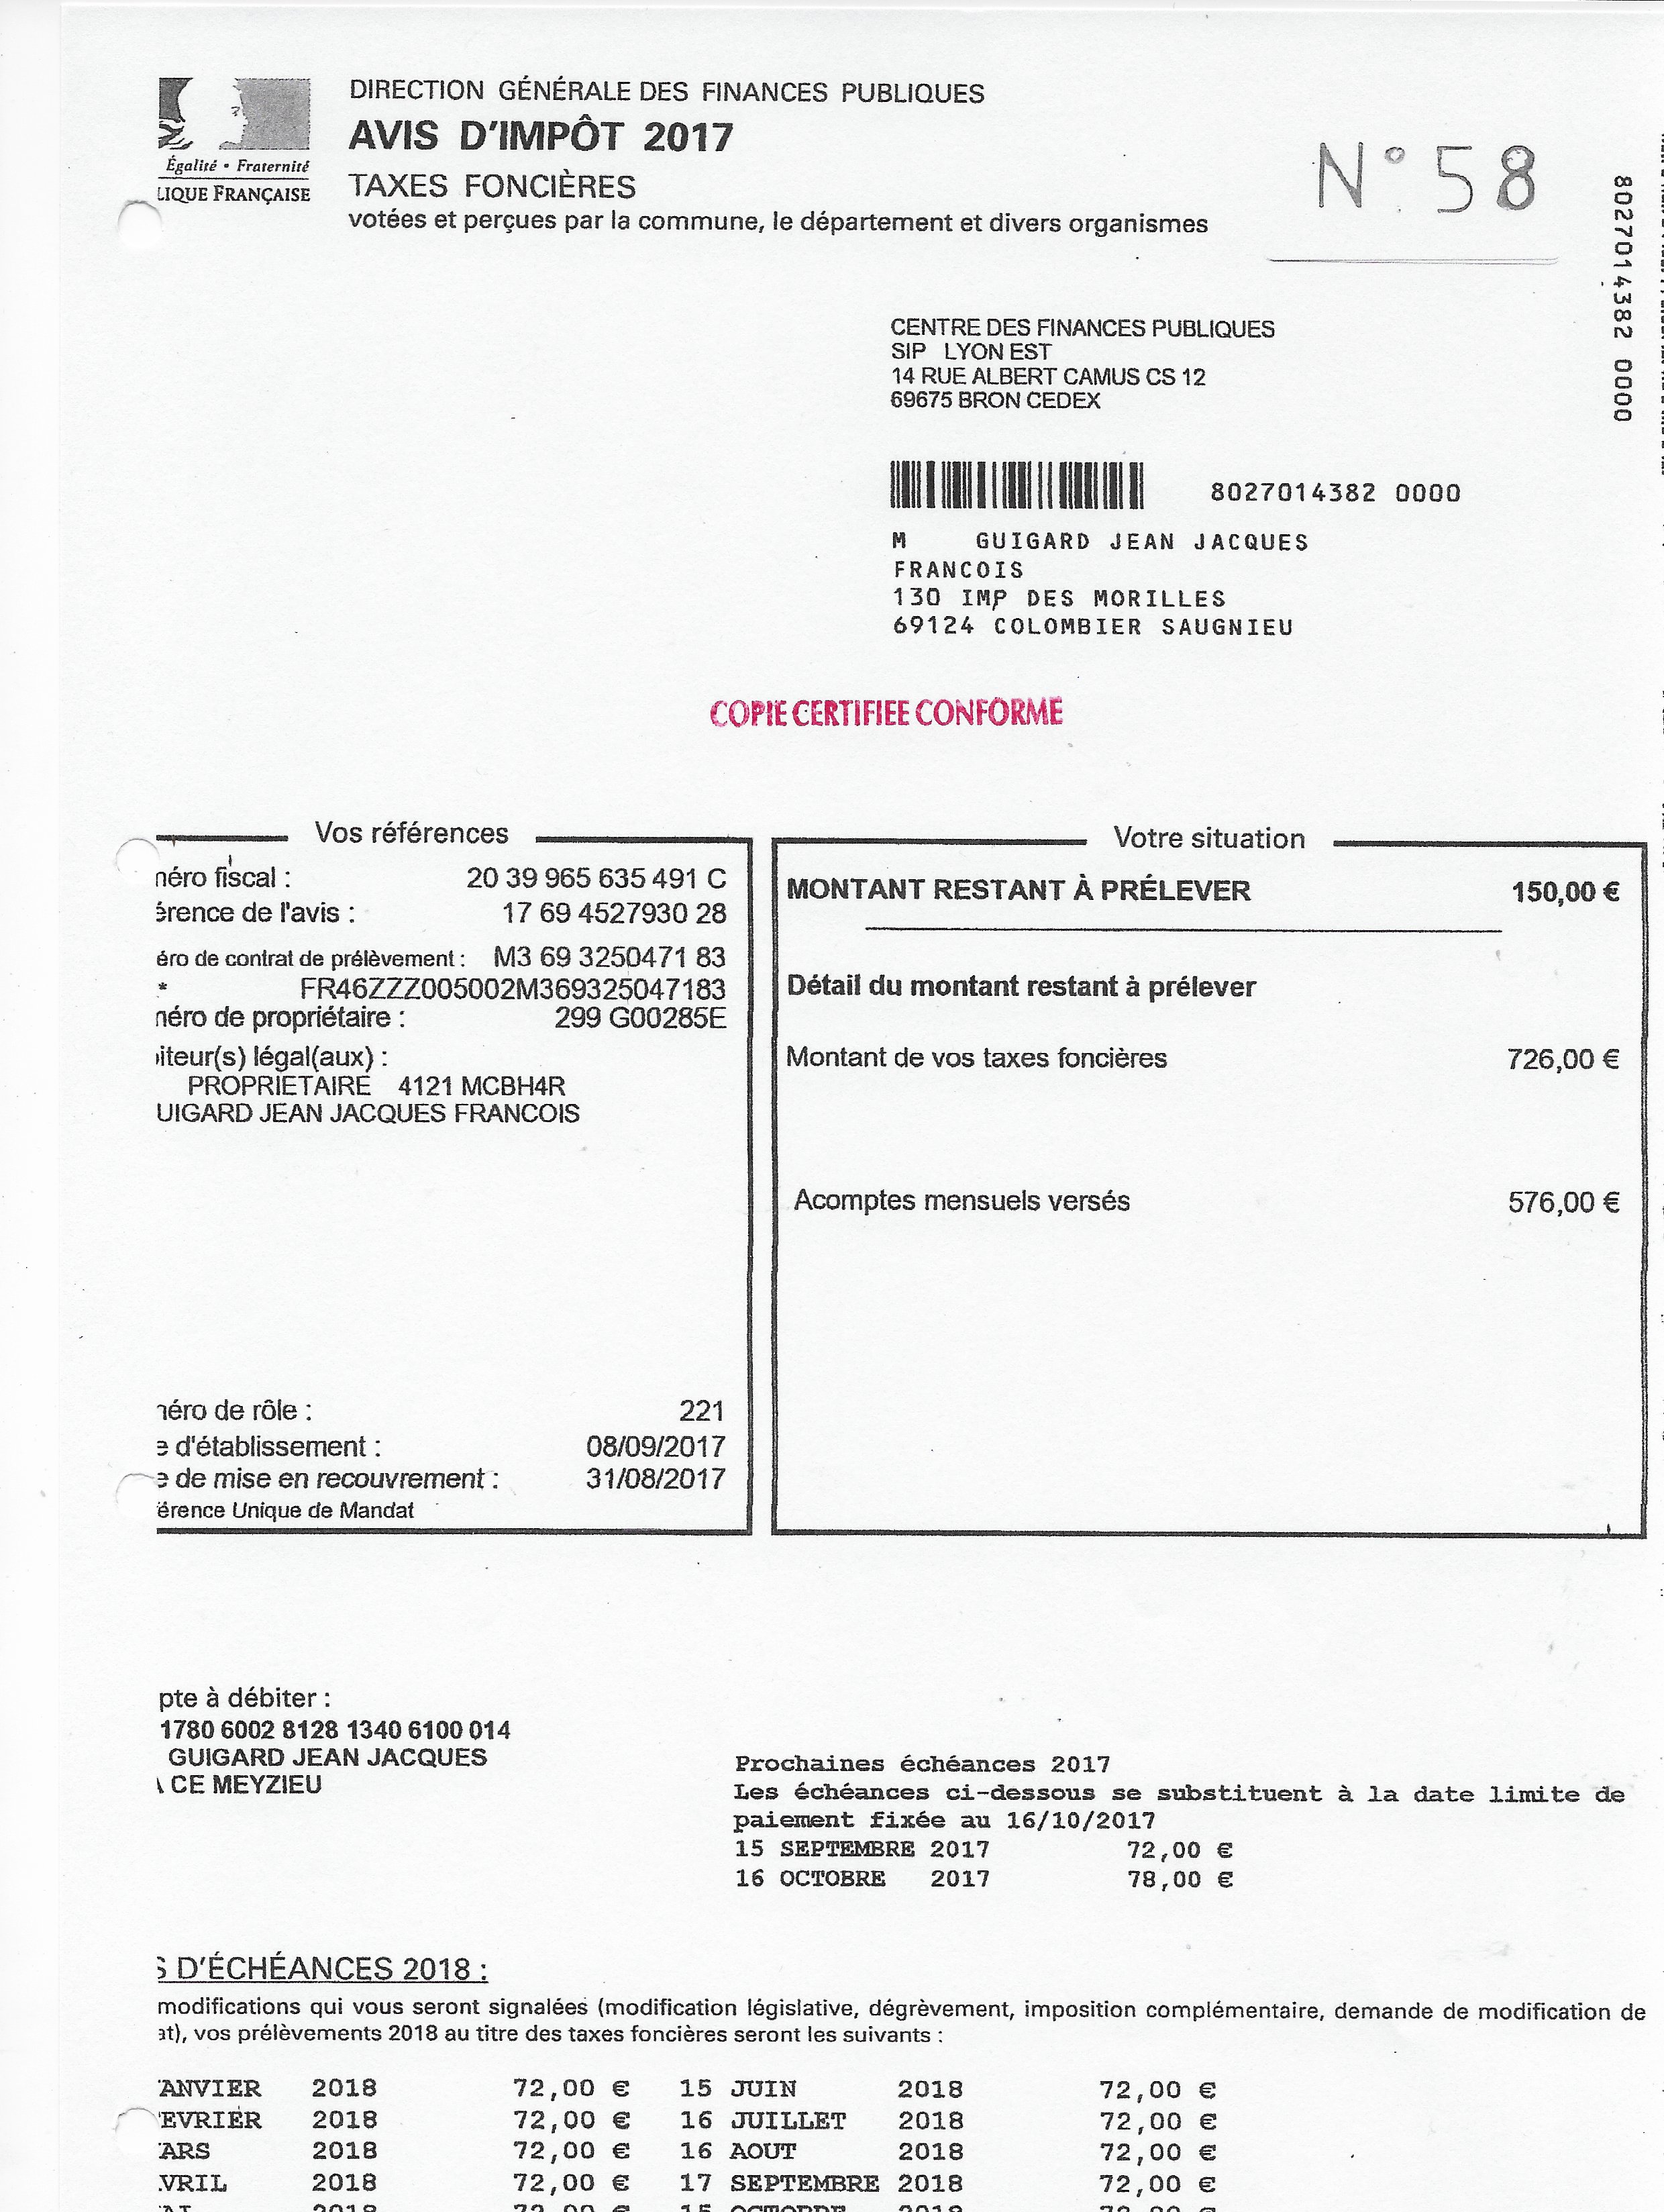 Égalité • Fraternité
LIQUE FRANÇAISE
DIRECTION GÉNÉRALE DES FINANCES PUBLIQUES
AVIS D'IMPÔT 2017
TAXES FONCIÈRES
votées et perçues par la commune, le département et divers organismes
N° 58
8027014382 0000
CENTRE DES FINANCES PUBLIQUES
SIP LYON EST
14 RUE ALBERT CAMUS CS 12
69675 BRON CEDEX
8027014382 0000
M GUIGARD JEAN JACQUES
FRANCOIS
130 IMP DES MORILLES
69124 COLOMBIER SAUGNIEU
COPIE CERTIFIEE CONFORME
Vos références
néro fiscal : 20 39 965 635 491 C
érence de l'avis : 17 69 4527930 28
éro de contrat de prélèvement : M3 69 3250471 83
* FR46ZZZ005002M369325047183
néro de propriétaire : 299 G00285E
iteur(s) légal(aux) :
PROPRIETAIRE 4121 MCBH4R
UIGARD JEAN JACQUES FRANCOIS
néro de rôle : 221
e d'établissement : 08/09/2017
e de mise en recouvrement : 31/08/2017
érence Unique de Mandat
Votre situation
MONTANT RESTANT À PRÉLEVER 150,00 €
Détail du montant restant à prélever
Montant de vos taxes foncières 726,00 €
Acomptes mensuels versés 576,00 €
pte à débiter :
1780 6002 8128 1340 6100 014
GUIGARD JEAN JACQUES
CE MEYZIEU
Prochaines échéances 2017
Les échéances ci-dessous se substituent à la date limite de
paiement fixée au 16/10/2017
15 SEPTEMBRE 2017 72,00 €
16 OCTOBRE 2017 78,00 €
S D'ÉCHÉANCES 2018 :
modifications qui vous seront signalées (modification législative, dégrèvement, imposition complémentaire, demande de modification de
at), vos prélèvements 2018 au titre des taxes foncières seront les suivants :
ANVIER 2018 72,00 € 15 JUIN 2018 72,00 €
EVRIER 2018 72,00 € 16 JUILLET 2018 72,00 €
ARS 2018 72,00 € 16 AOUT 2018 72,00 €
VRIL 2018 72,00 € 17 SEPTEMBRE 2018 72,00 €
2018 72,00 € 15 OCTOBRE 2018 72,00 €